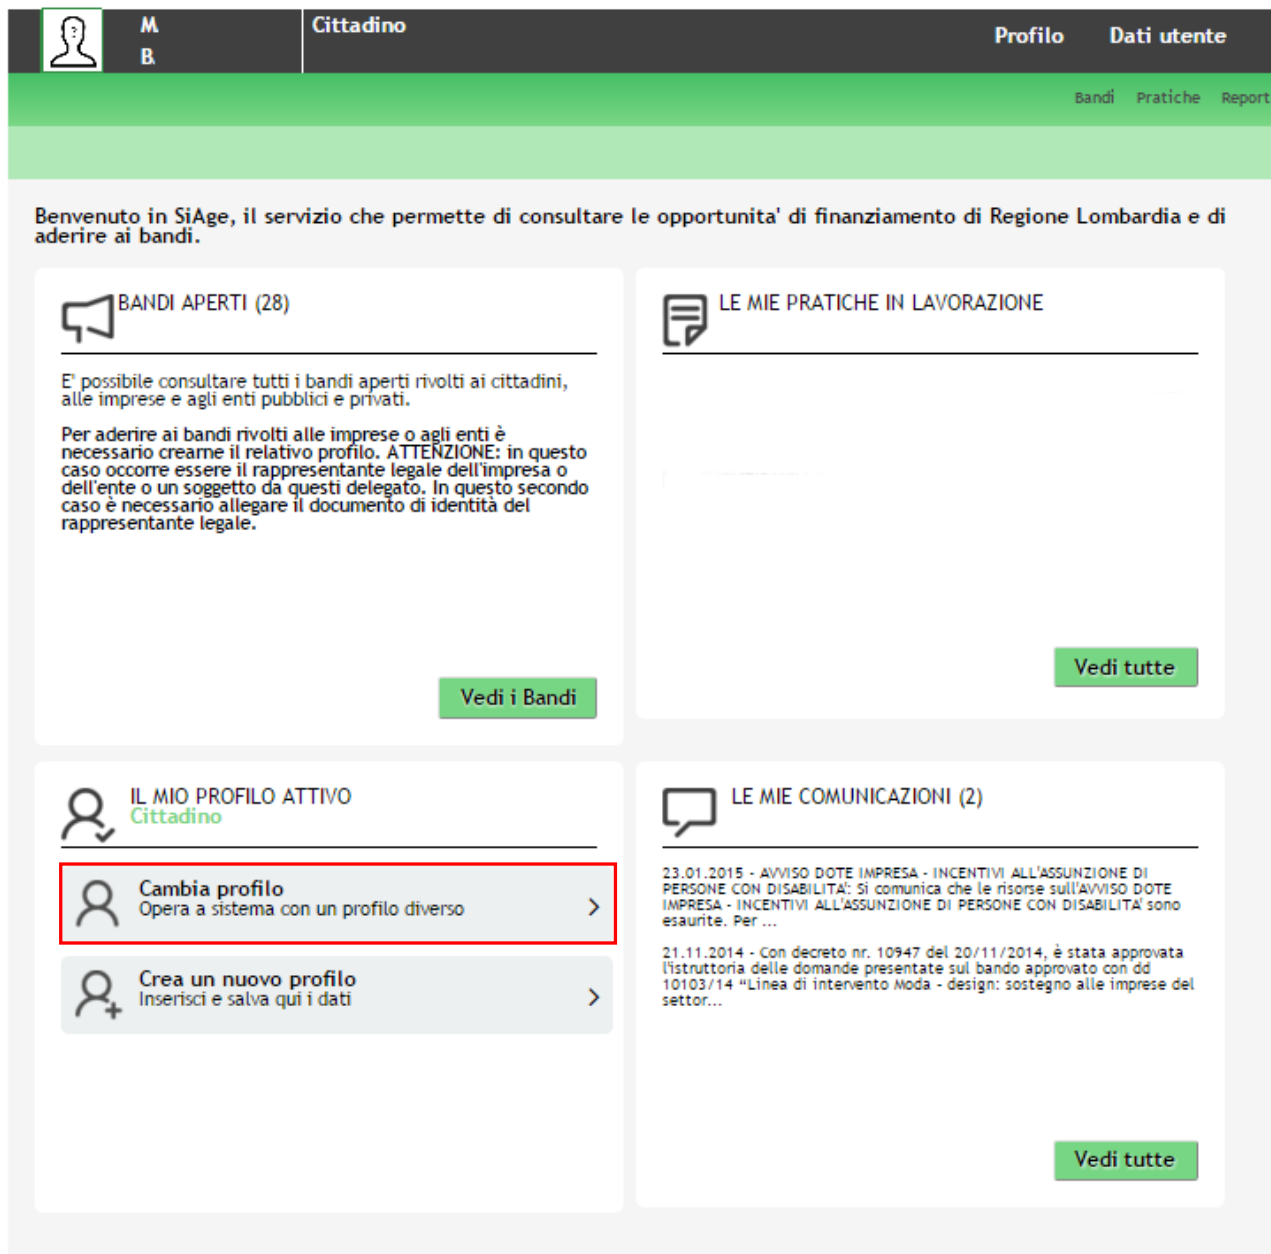 M.
B.
Cittadino
Profilo
Dati utente
Bandi Pratiche Report
Benvenuto in SiAge, il servizio che permette di consultare le opportunita' di finanziamento di Regione Lombardia e di
aderire ai bandi.
BANDI APERTI (28)
E' possibile consultare tutti i bandi aperti rivolti ai cittadini,
alle imprese e agli enti pubblici e privati.
Per aderire ai bandi rivolti alle imprese o agli enti è
necessario crearne il relativo profilo. ATTENZIONE: in questo
caso occorre essere il rappresentante legale dell'impresa o
dell'ente o un soggetto da questi delegato. In questo secondo
caso è necessario allegare il documento di identità del
rappresentante legale.
Vedi i Bandi
LE MIE PRATICHE IN LAVORAZIONE
Vedi tutte
IL MIO PROFILO ATTIVO
Cittadino
Cambia profilo
Opera a sistema con un profilo diverso
Crea un nuovo profilo
Inserisci e salva qui i dati
LE MIE COMUNICAZIONI (2)
23.01.2015 - AVVISO DOTE IMPRESA - INCENTIVI ALL'ASSUNZIONE DI
PERSONE CON DISABILITA': Si comunica che le risorse sull'AVVISO DOTE
IMPRESA - INCENTIVI ALL'ASSUNZIONE DI PERSONE CON DISABILITA' sono
esaurite. Per ...
21.11.2014 - Con decreto nr. 10947 del 20/11/2014, è stata approvata
l'istruttoria delle domande presentate sul bando approvato con dd
10103/14 “Linea di intervento Moda - design: sostegno alle imprese del
settor...
Vedi tutte